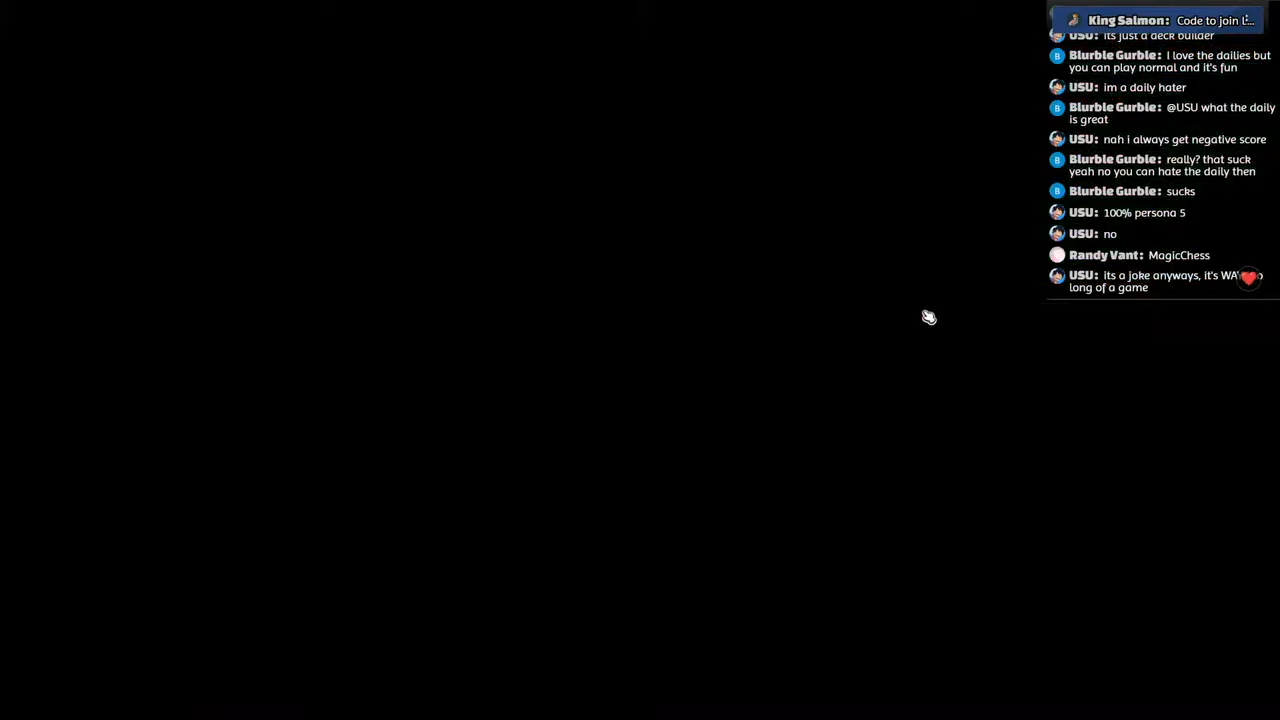 King Salmon: Code to join L...
USU: its just a deck builder
Blurble Gurble: I love the dailies but
you can play normal and it's fun
USU: im a daily hater
Blurble Gurble: @USU what the daily
is great
USU: nah i always get negative score
Blurble Gurble: really? that suck
yeah no you can hate the daily then
Blurble Gurble: sucks
USU: 100% persona 5
USU: no
Randy Vant: MagicChess
USU: its a joke anyways, it's
long of a game